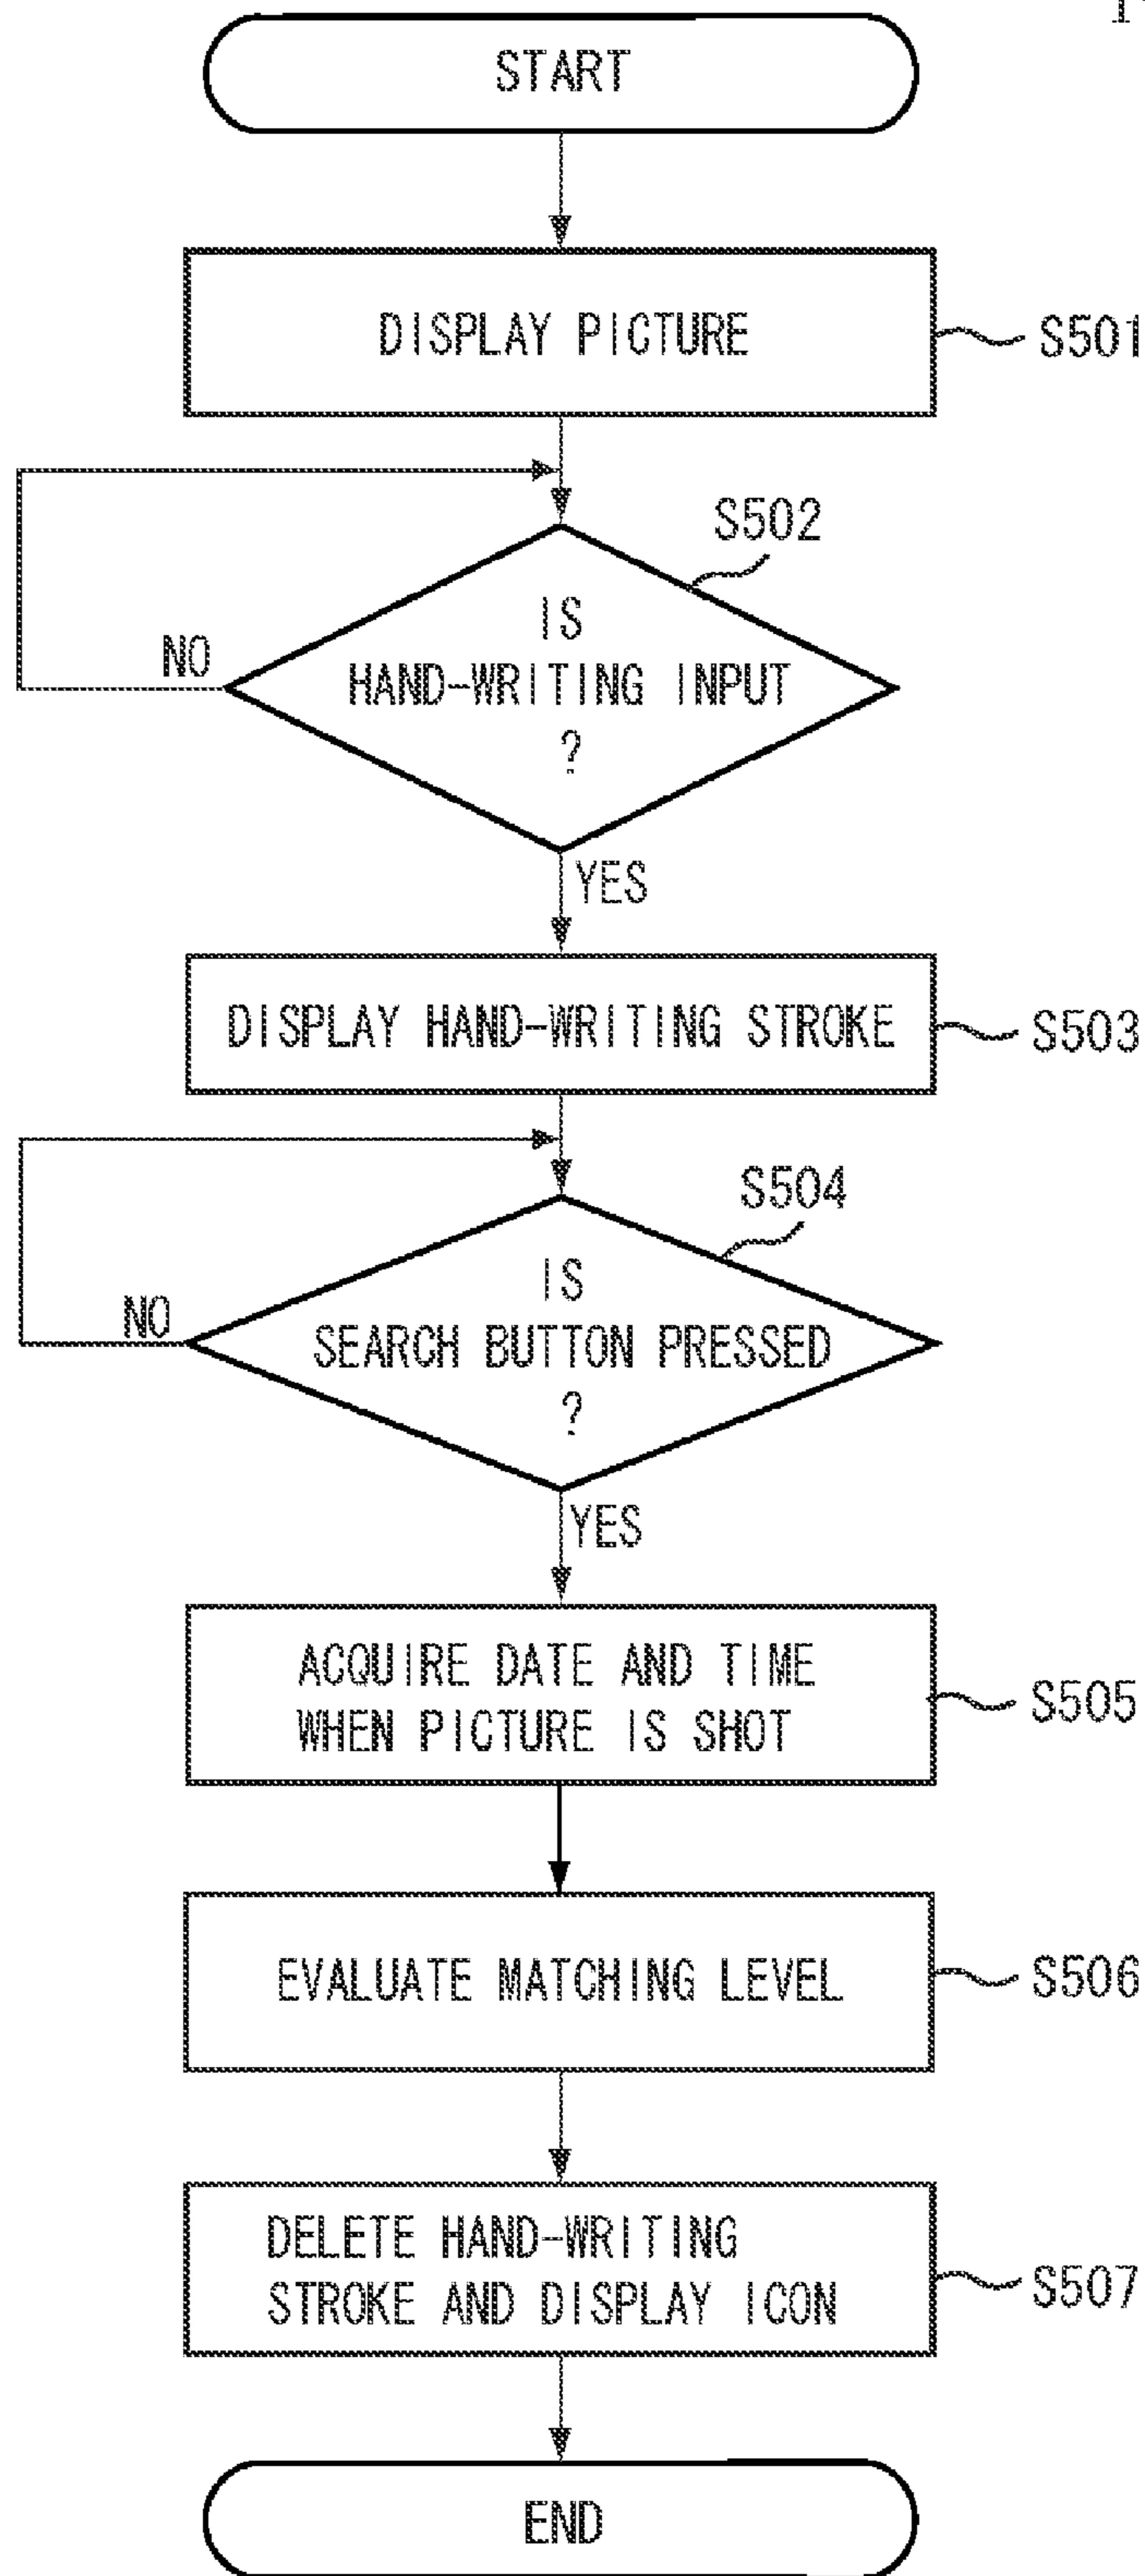 START
DISPLAY PICTURE
S501
S502
IS
HAND-WRITING INPUT
?
NO
YES
DISPLAY HAND-WRITING STROKE
S503
S504
IS
SEARCH BUTTON PRESSED
?
NO
YES
ACQUIRE DATE AND TIME
WHEN PICTURE IS SHOT
S505
EVALUATE MATCHING LEVEL
S506
DELETE HAND-WRITING
STROKE AND DISPLAY ICON
S507
END